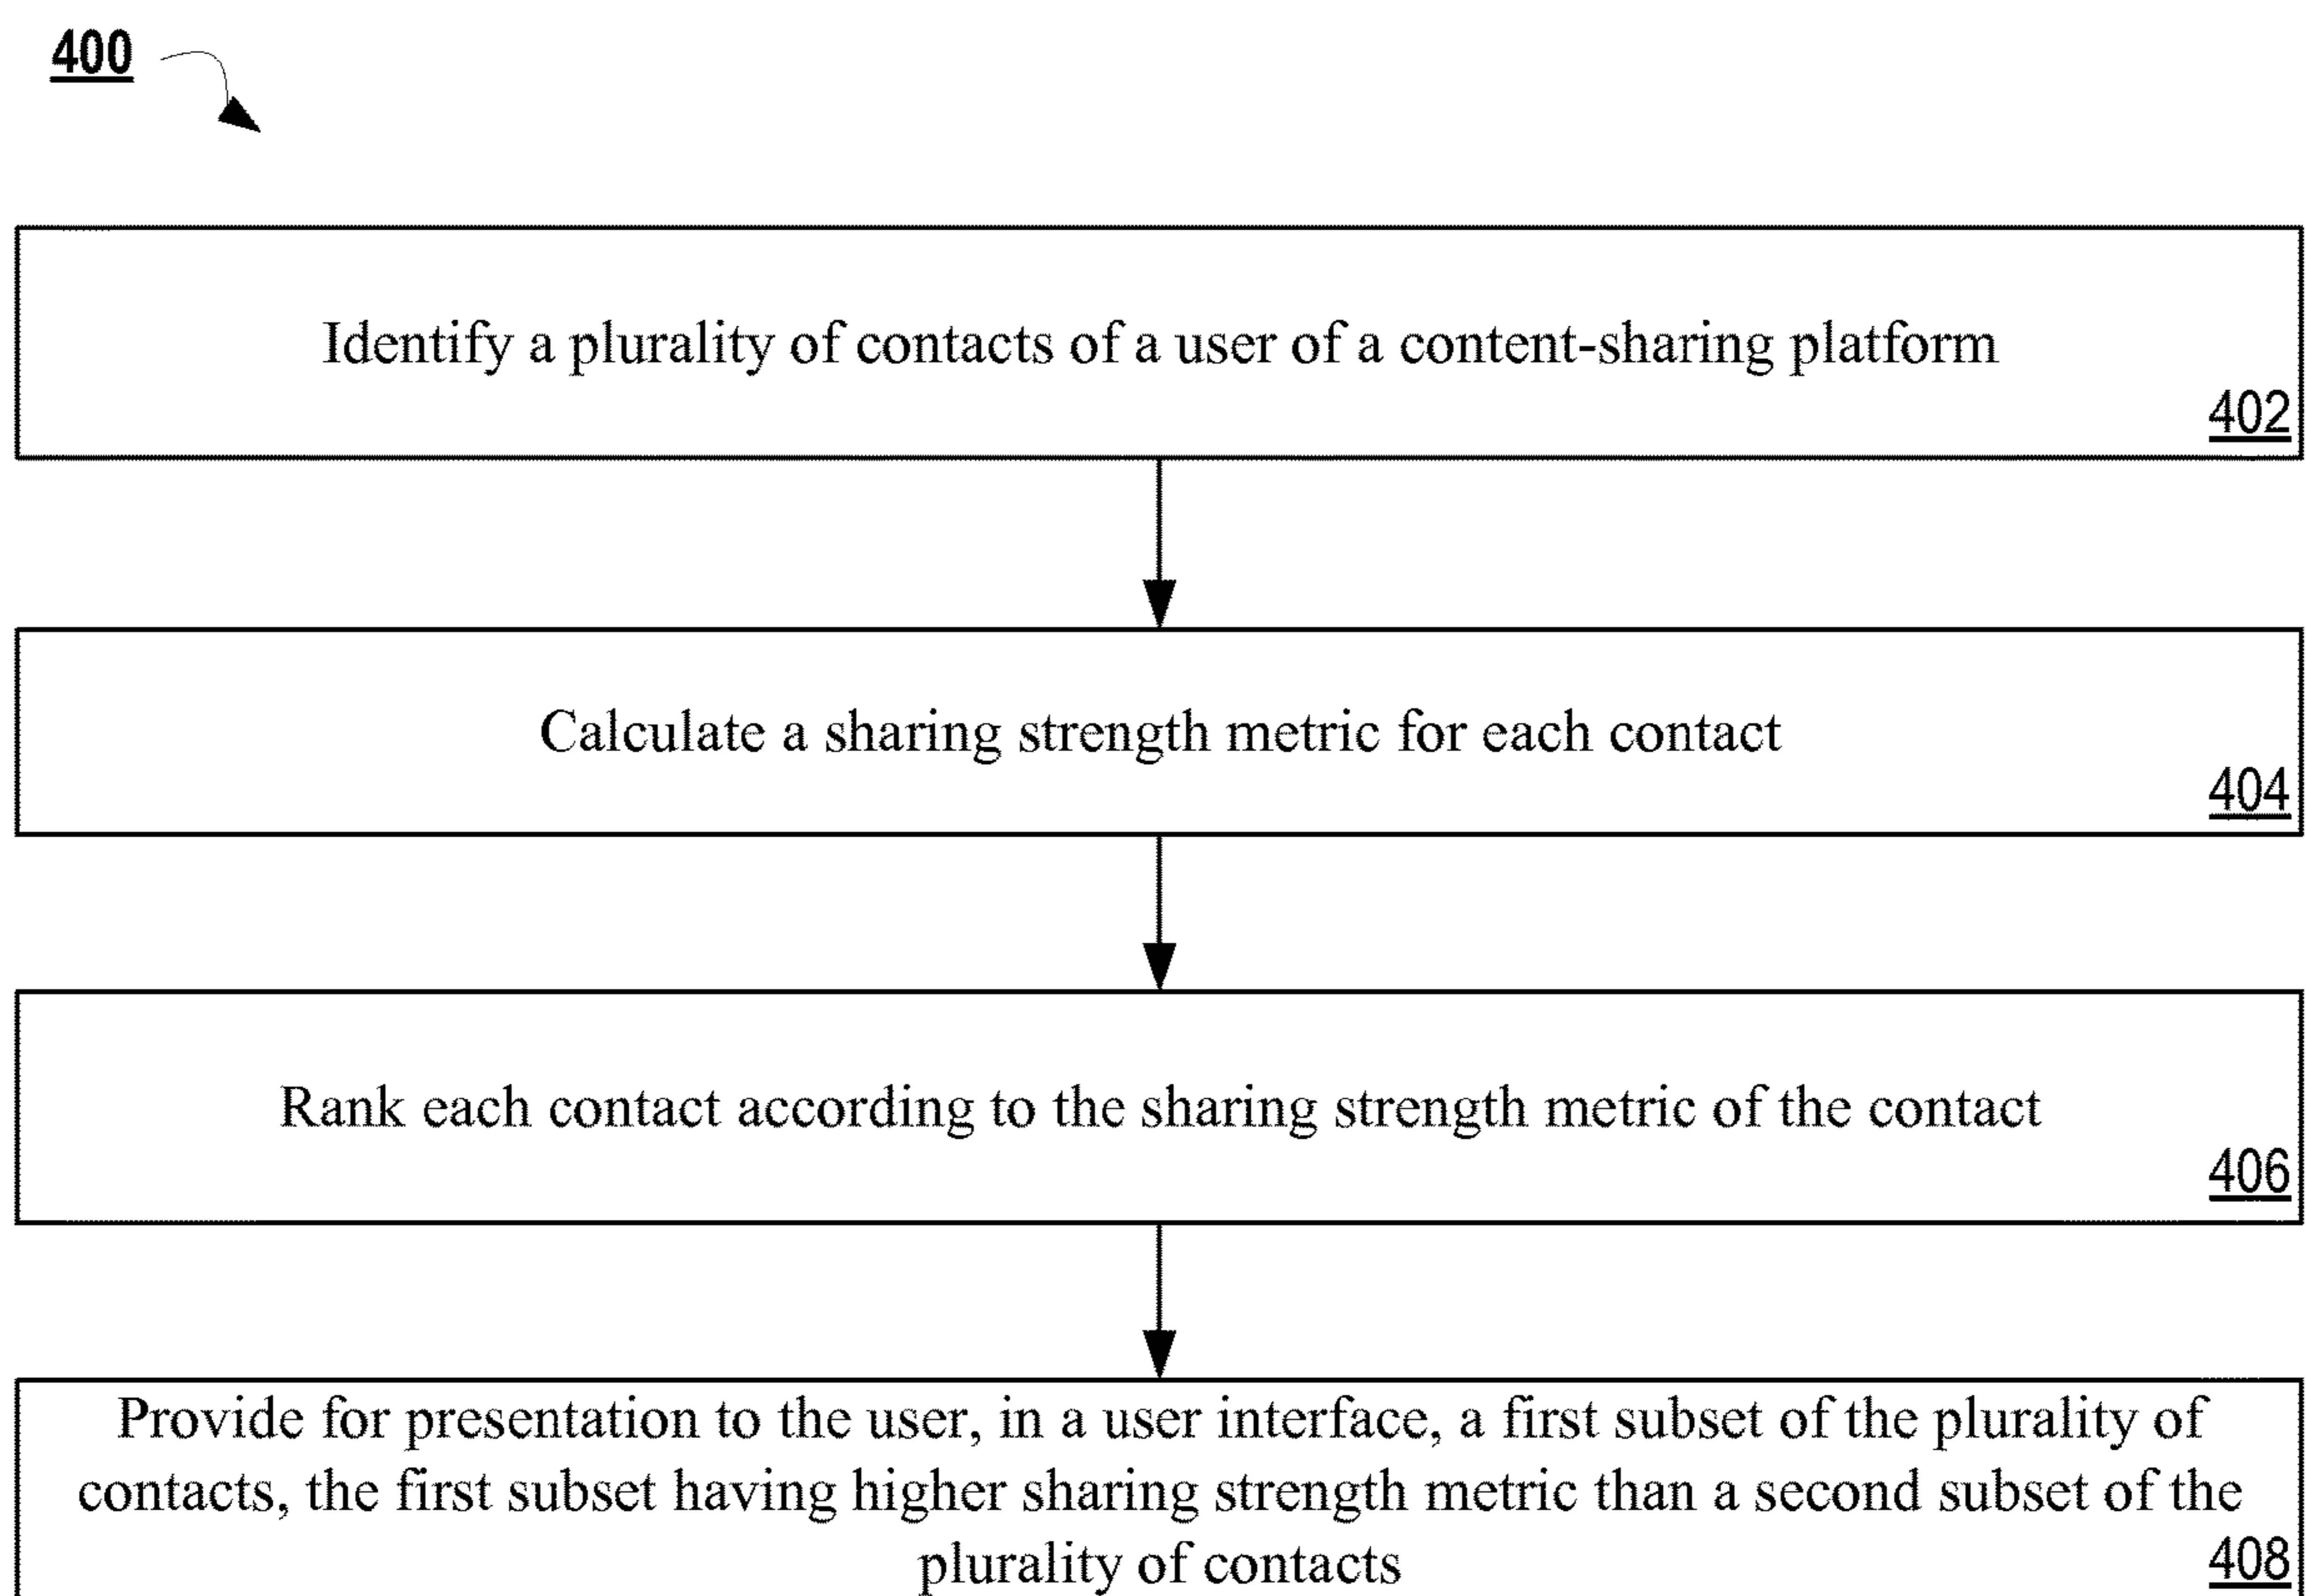 400
Identify a plurality of contacts of a user of a content-sharing platform
402
Calculate a sharing strength metric for each contact
404
Rank each contact according to the sharing strength metric of the contact
406
Provide for presentation to the user, in a user interface, a first subset of the plurality of
contacts, the first subset having higher sharing strength metric than a second subset of the
plurality of contacts
408